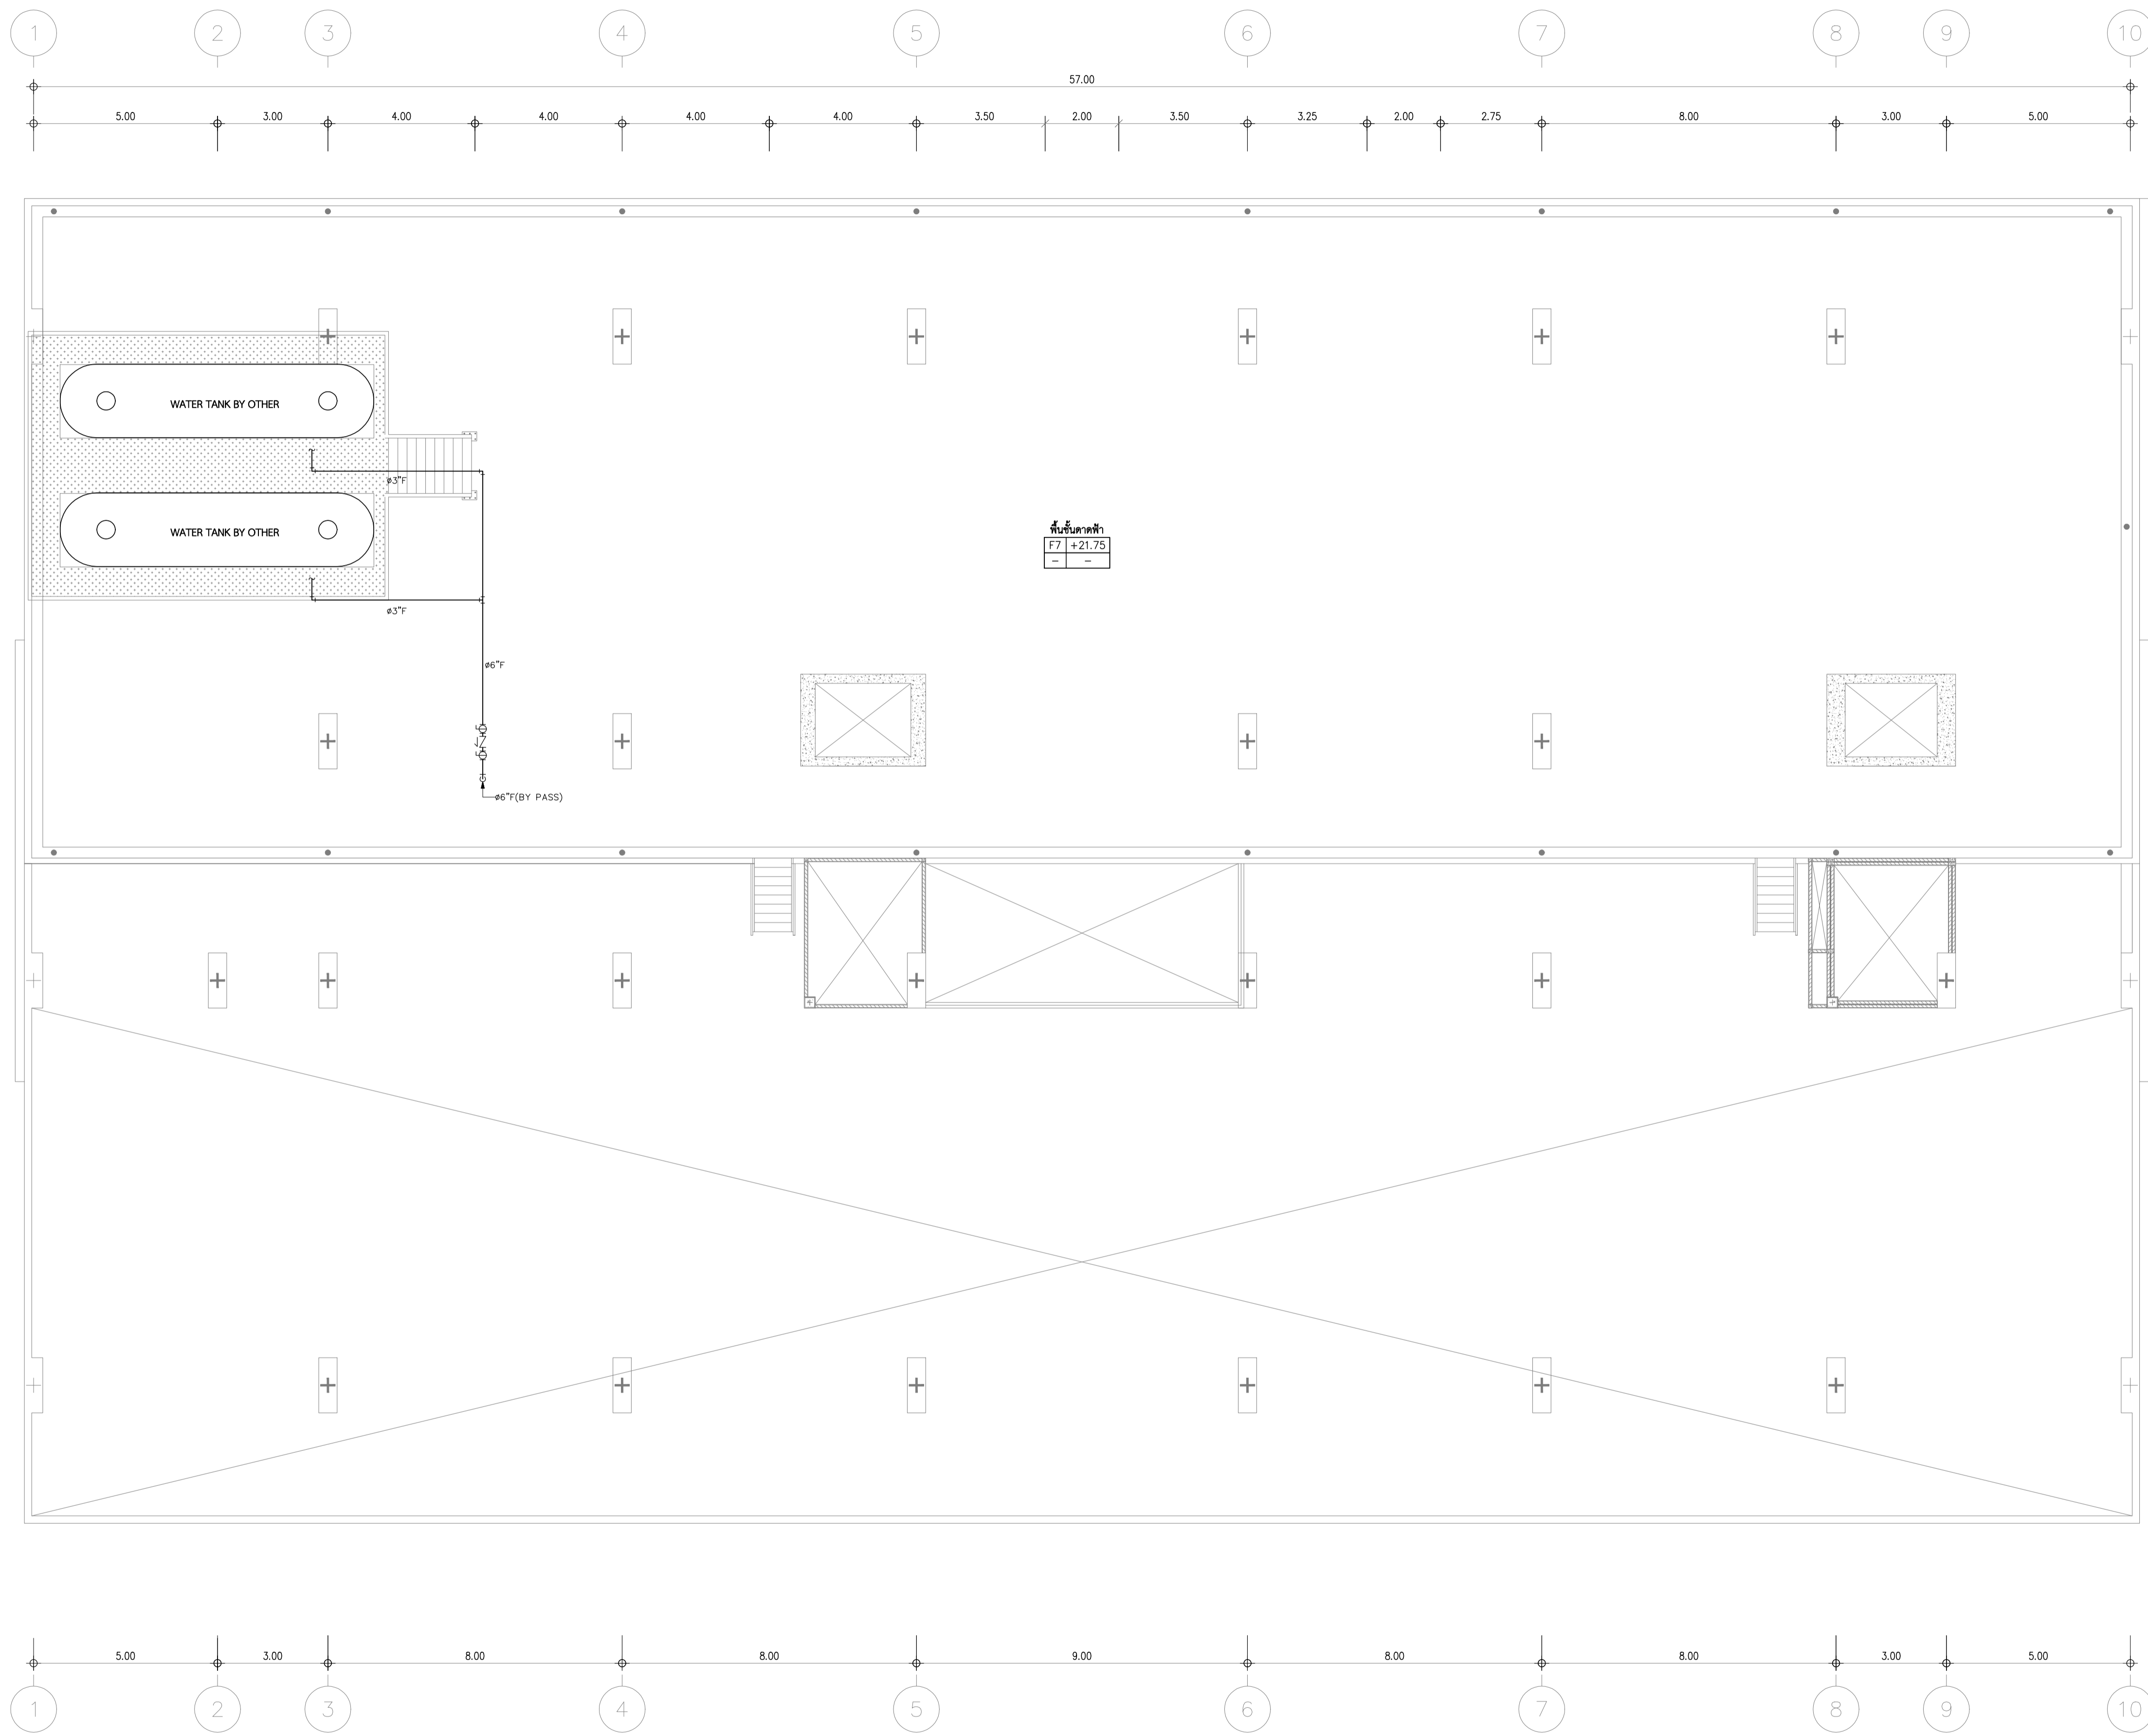 1 2 3 4 5 6 7 8 9 10
57.00
5.00 3.00 4.00 4.00 4.00 4.00 3.50 2.00 3.50 3.25 2.00 2.75 8.00 3.00 5.00
WATER TANK BY OTHER
ø3"F
WATER TANK BY OTHER
พื้นชั้นดาดฟ้า
F7 +21.75
– –
ø3"F
ø6"F
ø6"F(BY PASS)
5.00 3.00 8.00 8.00 9.00 8.00 8.00 3.00 5.00
1 2 3 4 5 6 7 8 9 10